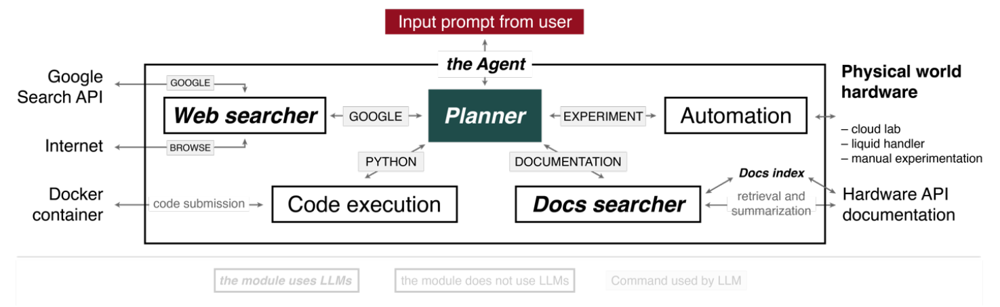 Input prompt from user
the Agent
Google
Search API
GOOGLE
Web searcher
GOOGLE
Planner
EXPERIMENT
Automation
Physical world
hardware
– cloud lab
– liquid handler
– manual experimentation
Internet
BROWSE
PYTHON
DOCUMENTATION
Docker
container
code submission
Code execution
Docs searcher
Docs index
retrieval and
summarization
Hardware API
documentation
the module uses LLMs
the module does not use LLMs
Command used by LLM